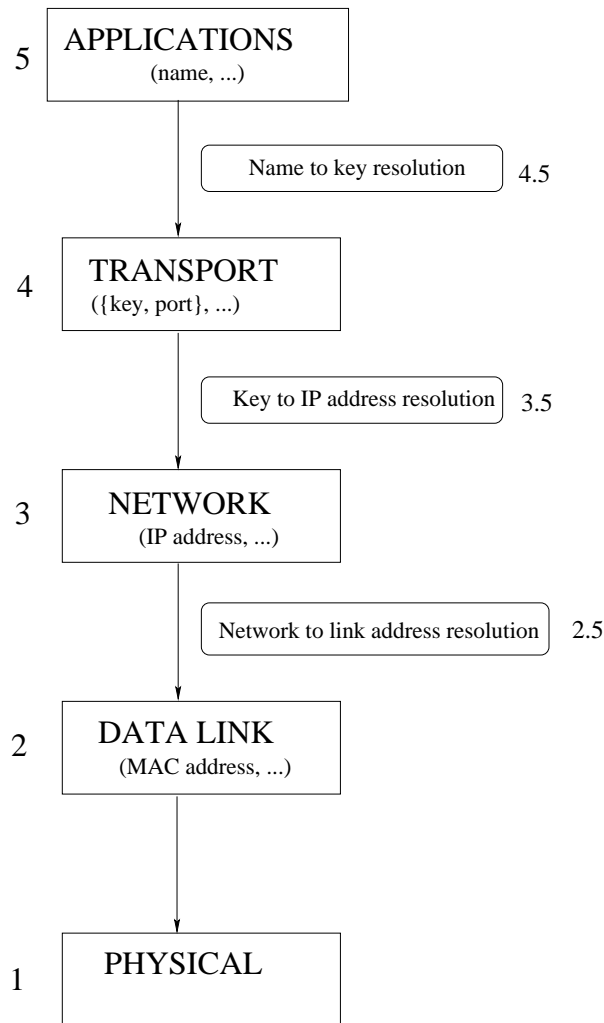 5
APPLICATIONS
(name, ...)
Name to key resolution
4.5
4
TRANSPORT
({key, port}, ...)
Key to IP address resolution
3.5
3
NETWORK
(IP address, ...)
Network to link address resolution
2.5
2
DATA LINK
(MAC address, ...)
1
PHYSICAL